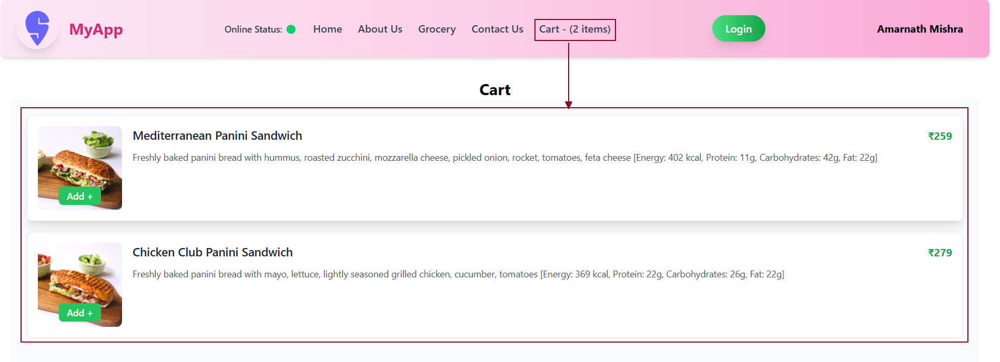 MyApp
Online Status:
Home
About Us
Grocery
Contact Us
Cart - (2 items)
Login
Amarnath Mishra
Cart
Mediterranean Panini Sandwich
₹259
Freshly baked panini bread with hummus, roasted zucchini, mozzarella cheese, pickled onion, rocket, tomatoes, feta cheese [Energy: 402 kcal, Protein: 11g, Carbohydrates: 42g, Fat: 22g]
Add +
Chicken Club Panini Sandwich
₹279
Freshly baked panini bread with mayo, lettuce, lightly seasoned grilled chicken, cucumber, tomatoes [Energy: 369 kcal, Protein: 22g, Carbohydrates: 26g, Fat: 22g]
Add +